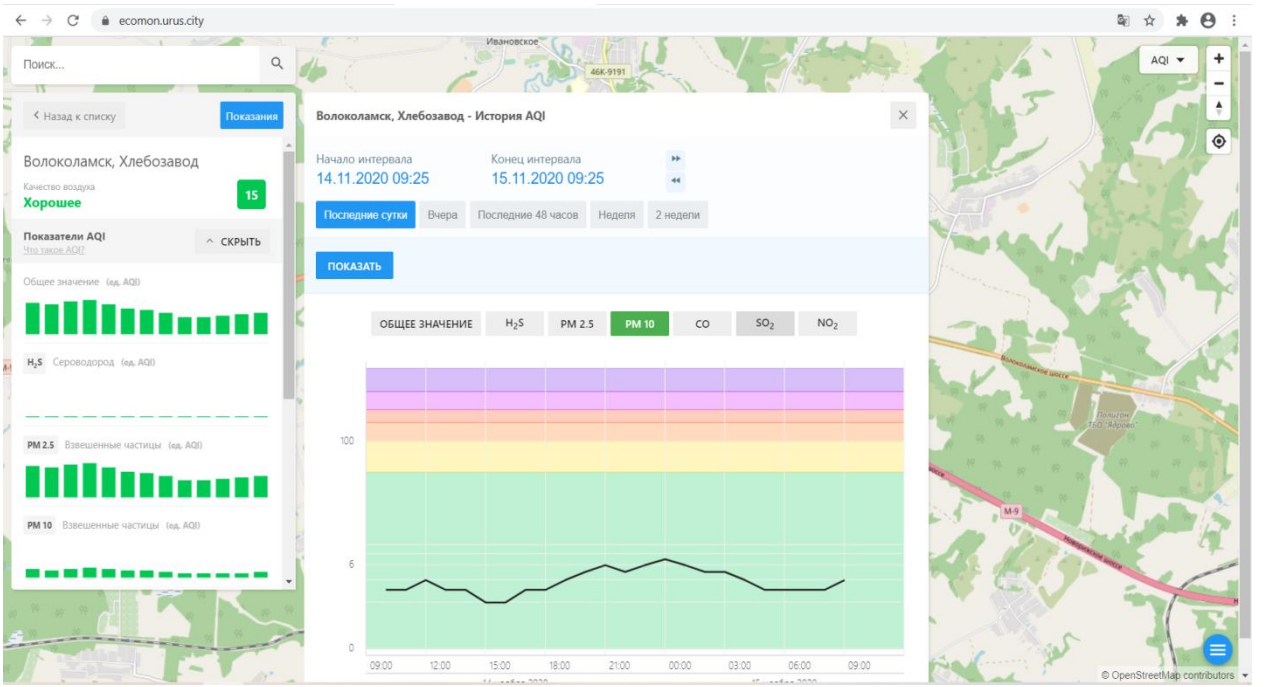 ecomon.urus.city
Поиск...
Ивановское
46К-9191
AQI
Назад к списку
Показания
Волоколамск, Хлебозавод - История AQI
Волоколамск, Хлебозавод
Качество воздуха
Хорошее
15
Показатели AQI
Что такое AQI?
СКРЫТЬ
Общее значение (ед. AQI)
H₂S Сероводород (ед. AQI)
PM 2.5 Взвешенные частицы (ед. AQI)
PM 10 Взвешенные частицы (ед. AQI)
Начало интервала
Конец интервала
14.11.2020 09:25
15.11.2020 09:25
Последние сутки
Вчера
Последние 48 часов
Неделя
2 недели
ПОКАЗАТЬ
ОБЩЕЕ ЗНАЧЕНИЕ
H₂S
PM 2.5
PM 10
CO
SO₂
NO₂
100
6
0
09:00
12:00
15:00
18:00
21:00
00:00
03:00
06:00
09:00
Волоколамское шоссе
Полигон
ТБО "Ядрово"
М-9
Новорижское шоссе
© OpenStreetMap contributors